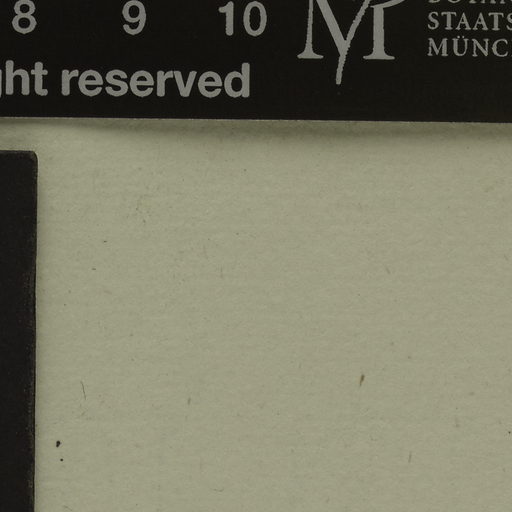 8 9 10
M
STAATS
MÜNC
ght reserved